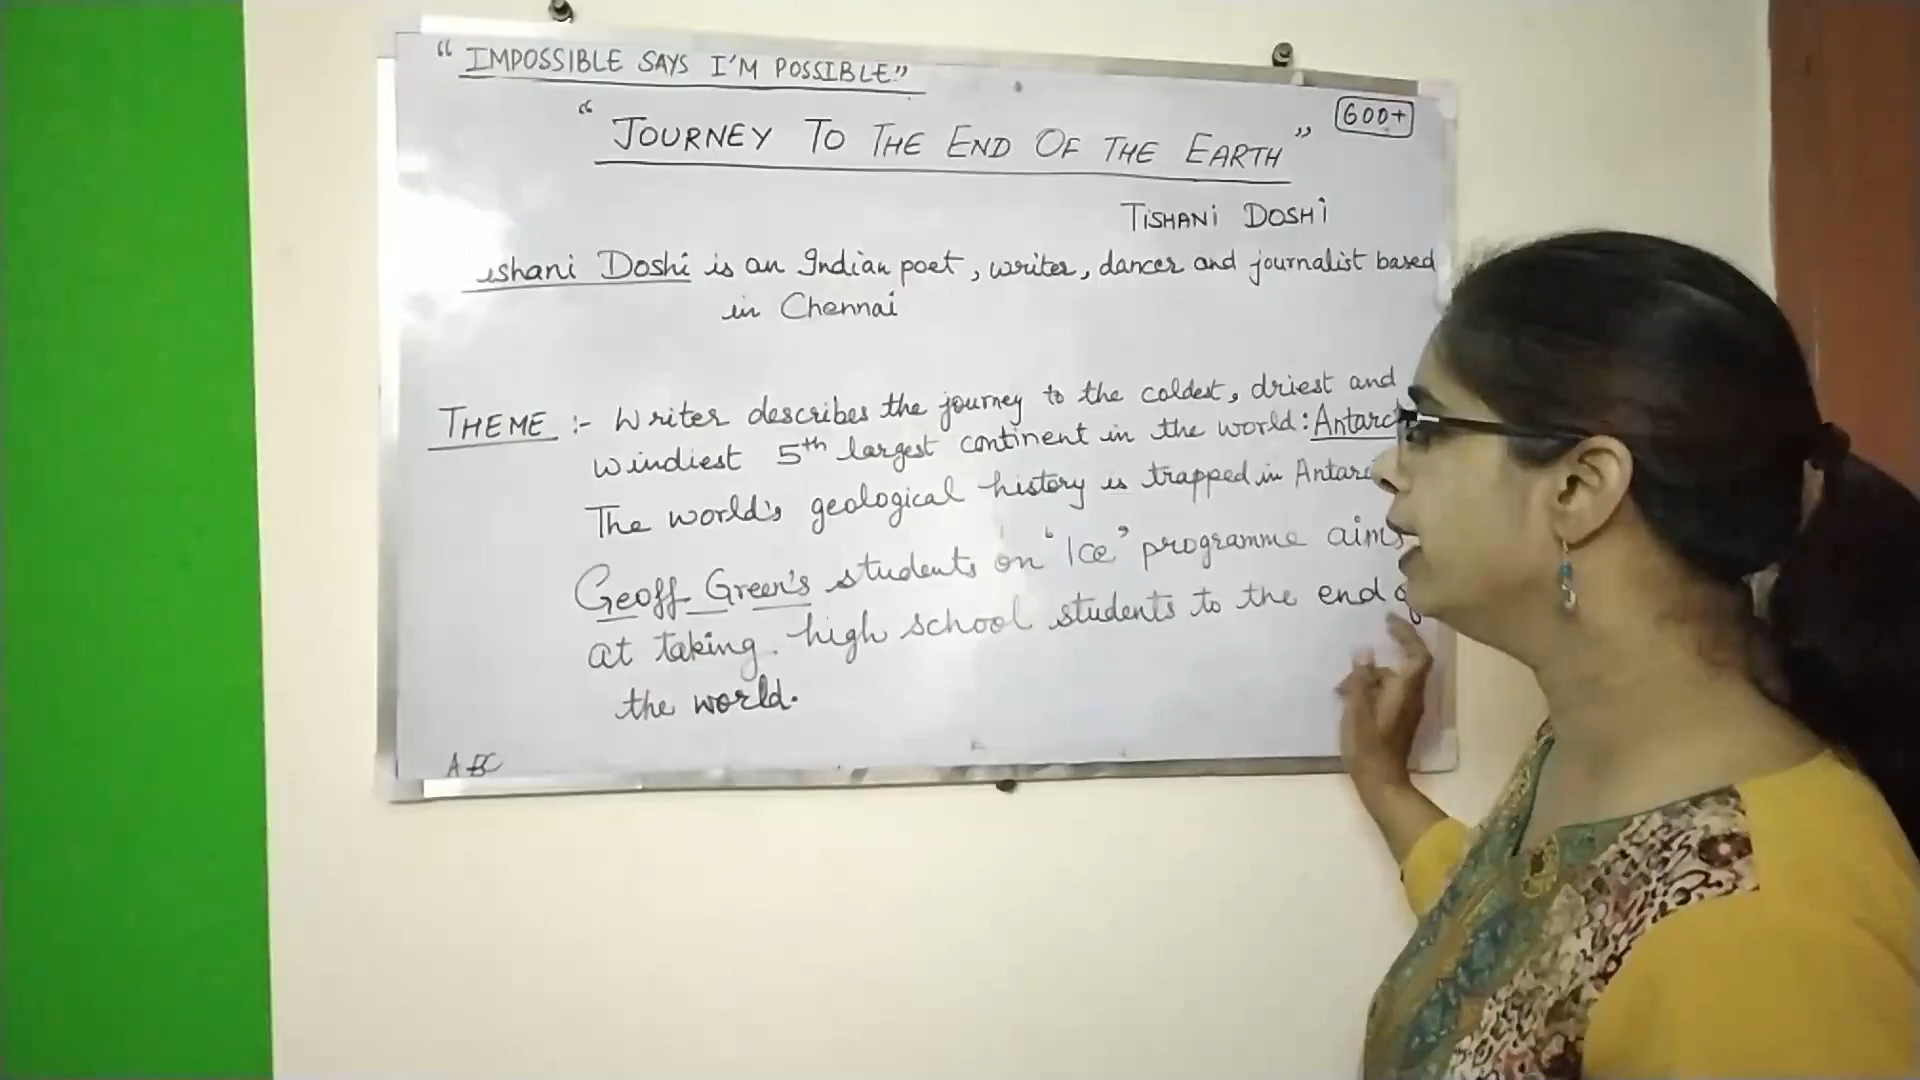 "IMPOSSIBLE SAYS I'M POSSIBLE"
600+
"JOURNEY TO THE END OF THE EARTH"
TISHANI DOSHI
ishani Doshi is an Indian poet, writer, dancer and journalist based
in Chennai
THEME :- Writer describes the journey to the coldest, driest and
windiest 5th largest continent in the world: Antarct
The world's geological history is trapped in Antarc
Geoff Green's students on 'Ice' programme aims
at taking high school students to the end o
the world.